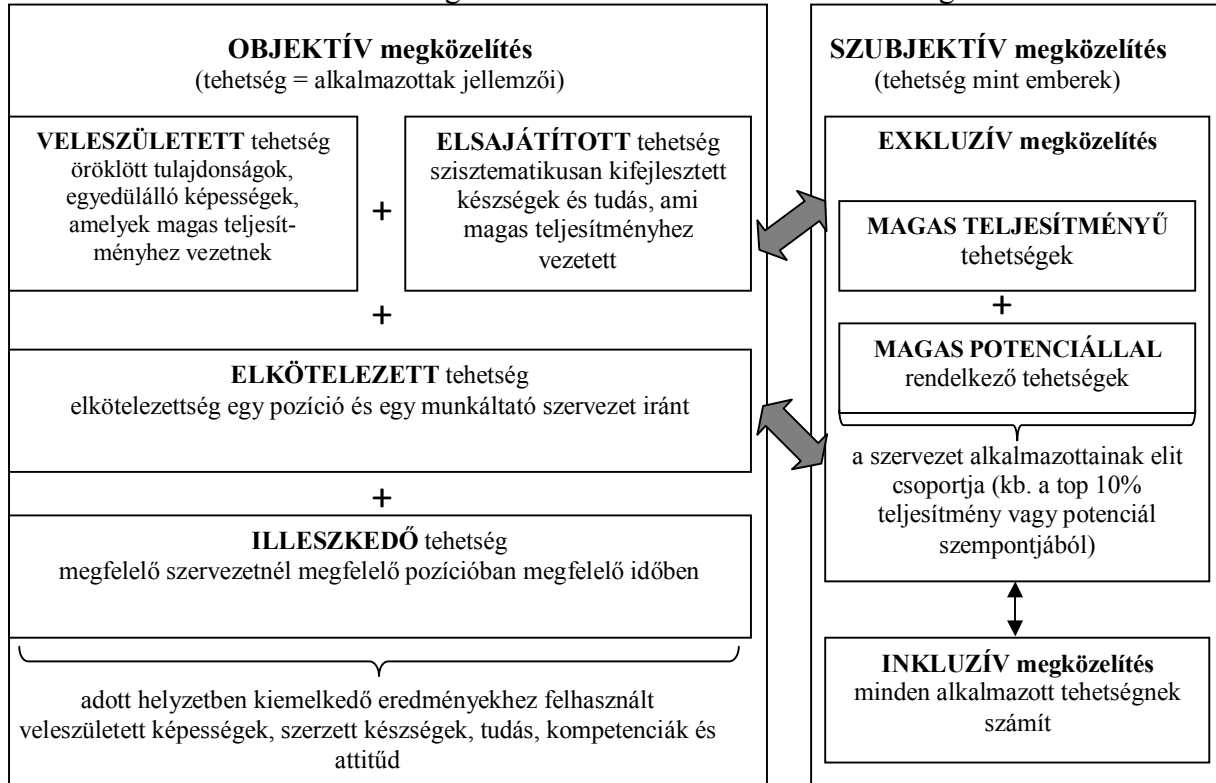 OBJEKTÍV megközelítés
(tehetség = alkalmazottak jellemzői)
VELESZÜLETETT tehetség
öröklött tulajdonságok,
egyedülálló képességek,
amelyek magas teljesít-
ményhez vezetnek
+
ELSAJÁTÍTOTT tehetség
szisztematikusan kifejlesztett
készségek és tudás, ami
magas teljesítményhez
vezetett
+
ELKÖTELEZETT tehetség
elkötelezettség egy pozíció és egy munkáltató szervezet iránt
+
ILLESZKEDŐ tehetség
megfelelő szervezetnél megfelelő pozícióban megfelelő időben
adott helyzetben kiemelkedő eredményekhez felhasznált
veleszületett képességek, szerzett készségek, tudás, kompetenciák és
attitűd
SZUBJEKTÍV megközelítés
(tehetség mint emberek)
EXKLUZÍV megközelítés
MAGAS TELJESÍTMÉNYŰ
tehetségek
+
MAGAS POTENCIÁLLAL
rendelkező tehetségek
a szervezet alkalmazottainak elit
csoportja (kb. a top 10%
teljesítmény vagy potenciál
szempontjából)
INKLUZÍV megközelítés
minden alkalmazott tehetségnek
számít